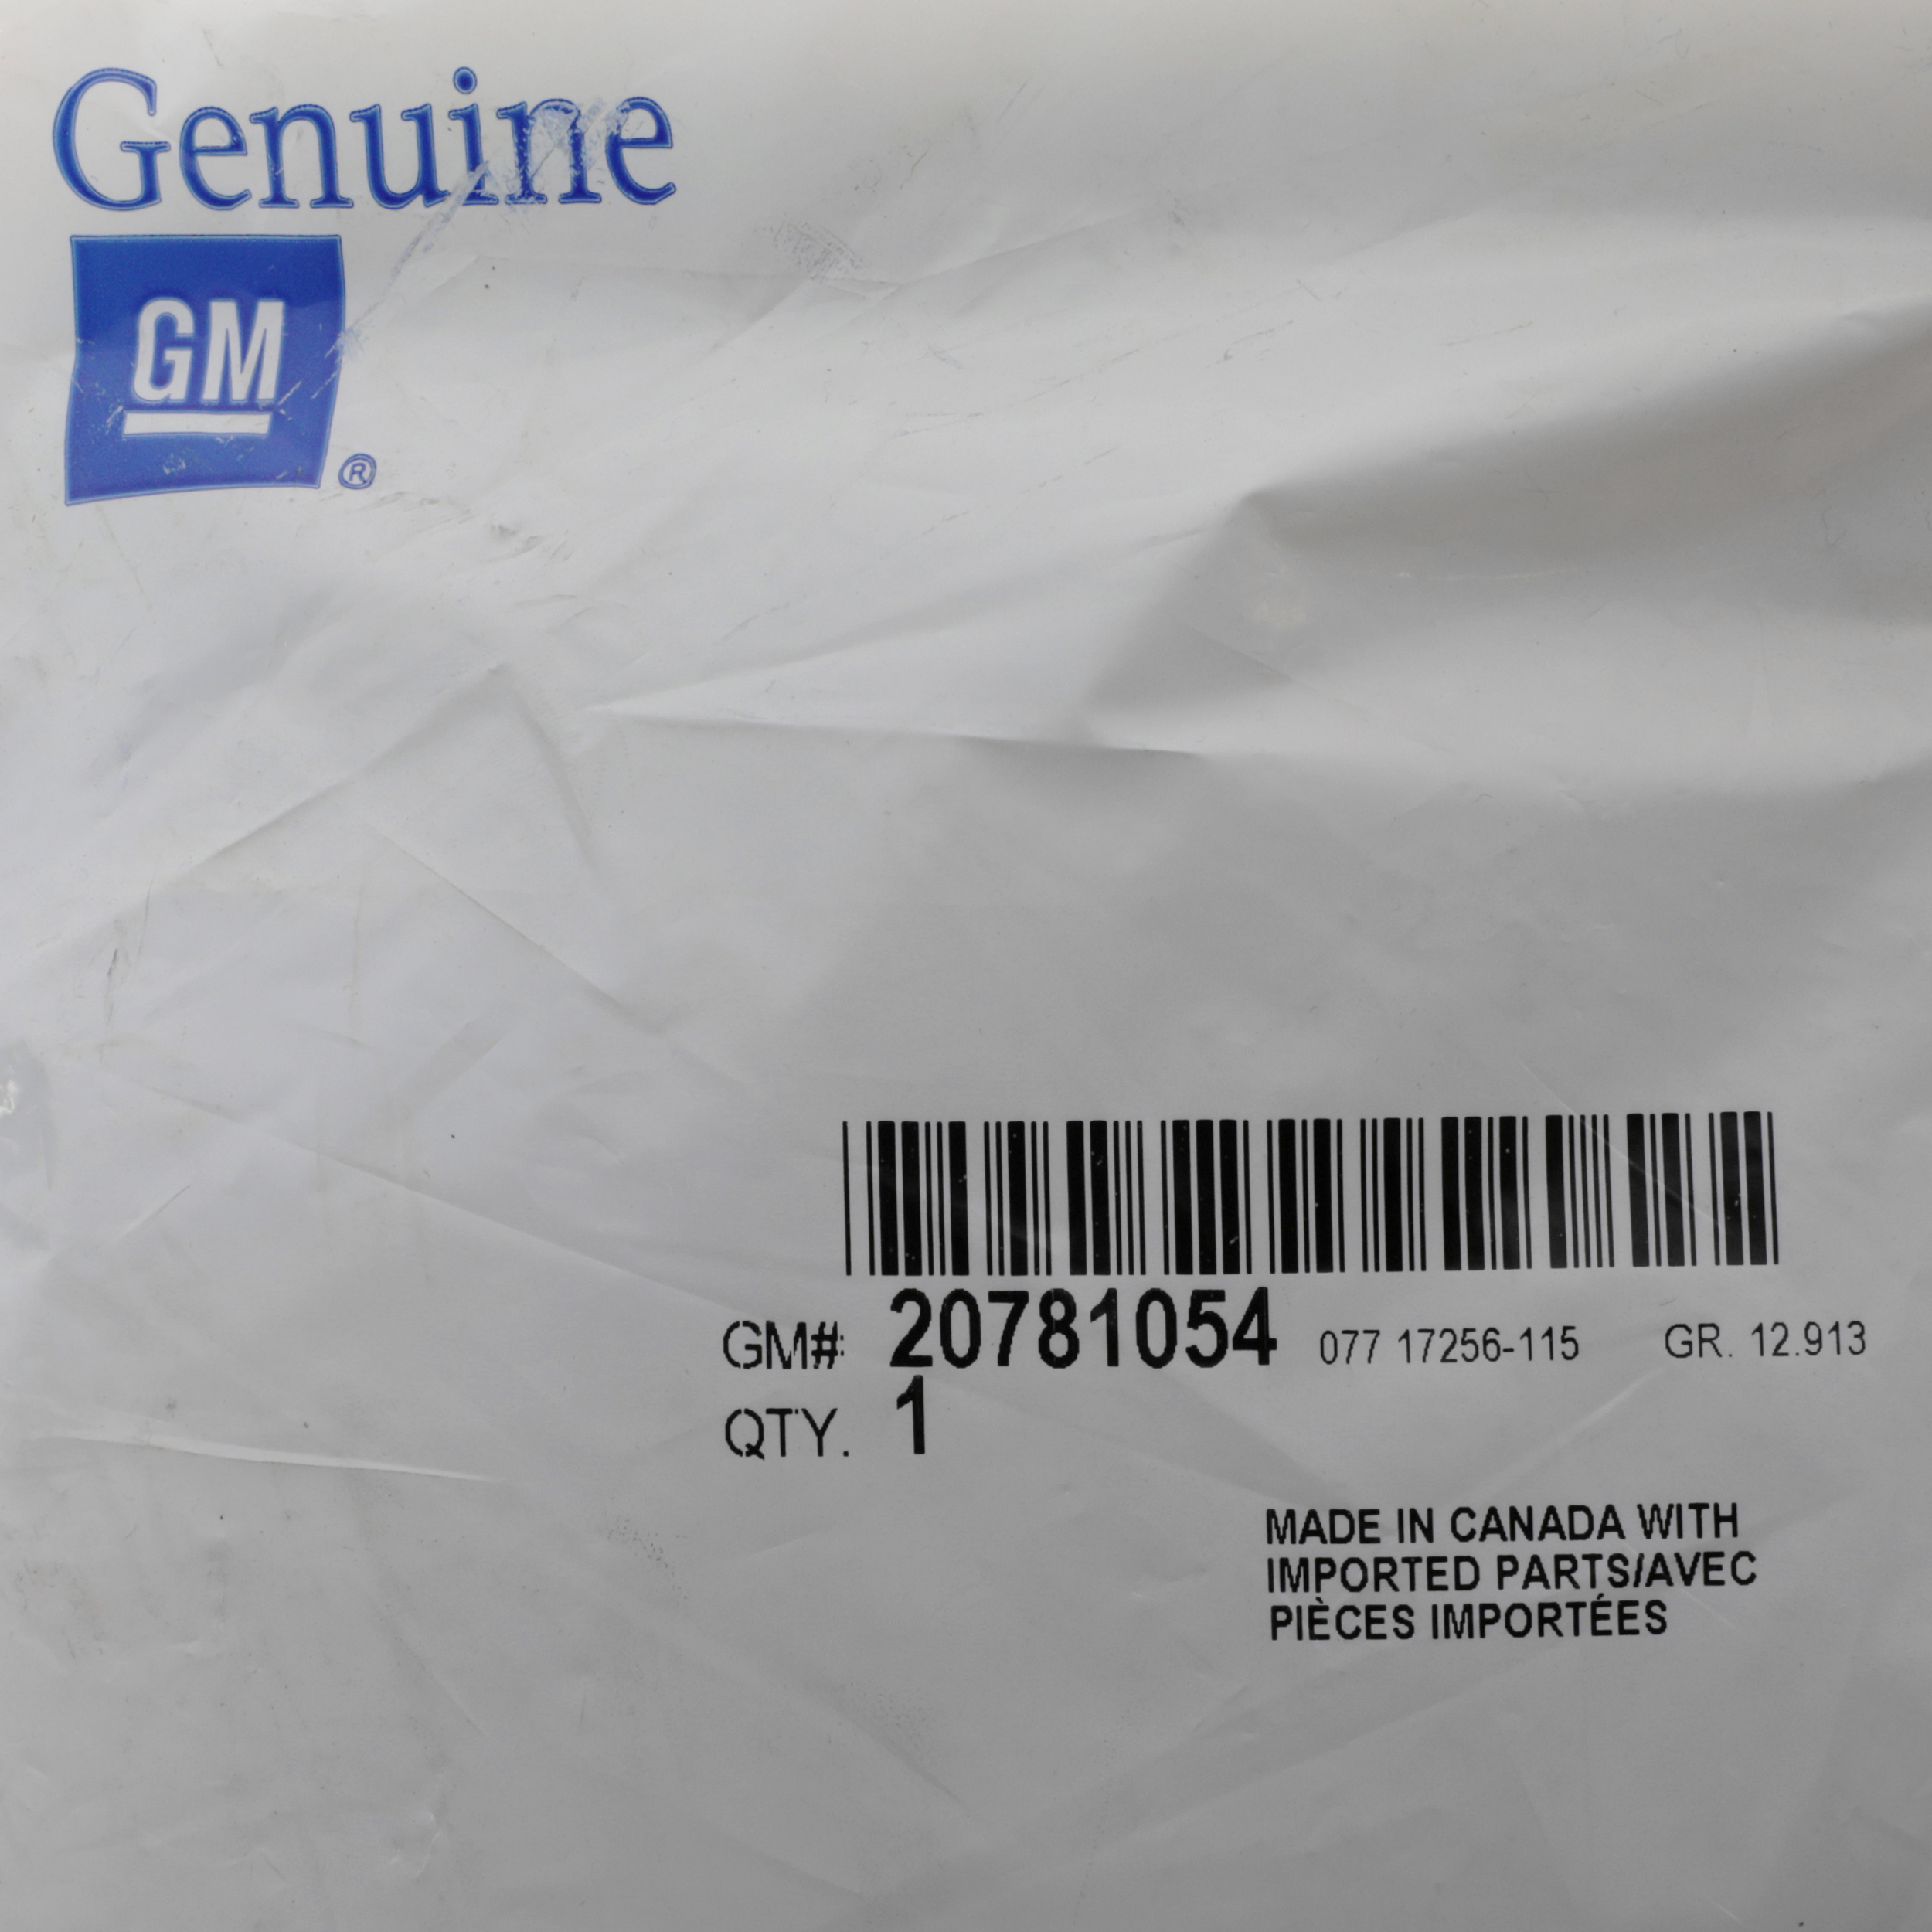 Genuine
GM
®
GM#: 20781054 077 17256-115 GR. 12.913
QTY. 1
MADE IN CANADA WITH
IMPORTED PARTS/AVEC
PIÈCES IMPORTÉES